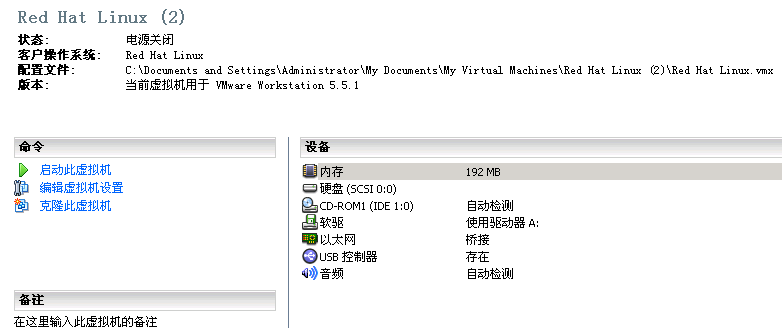 Red Hat Linux (2)
状态: 电源关闭
客户操作系统: Red Hat Linux
配置文件: C:\Documents and Settings\Administrator\My Documents\My Virtual Machines\Red Hat Linux (2)\Red Hat Linux.vmx
版本: 当前虚拟机用于 VMware Workstation 5.5.1
命令
启动此虚拟机
编辑虚拟机设置
克隆此虚拟机
备注
在这里输入此虚拟机的备注
设备
内存 192 MB
硬盘 (SCSI 0:0)
CD-ROM1 (IDE 1:0) 自动检测
软驱 使用驱动器 A:
以太网 桥接
USB 控制器 存在
音频 自动检测